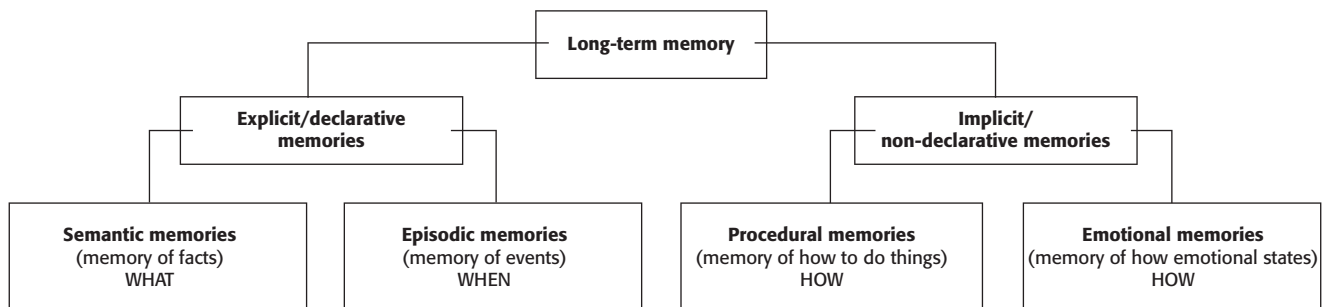 Long-term memory
Explicit/declarative
memories
Implicit/
non-declarative memories
Semantic memories
(memory of facts)
WHAT
Episodic memories
(memory of events)
WHEN
Procedural memories
(memory of how to do things)
HOW
Emotional memories
(memory of how emotional states)
HOW